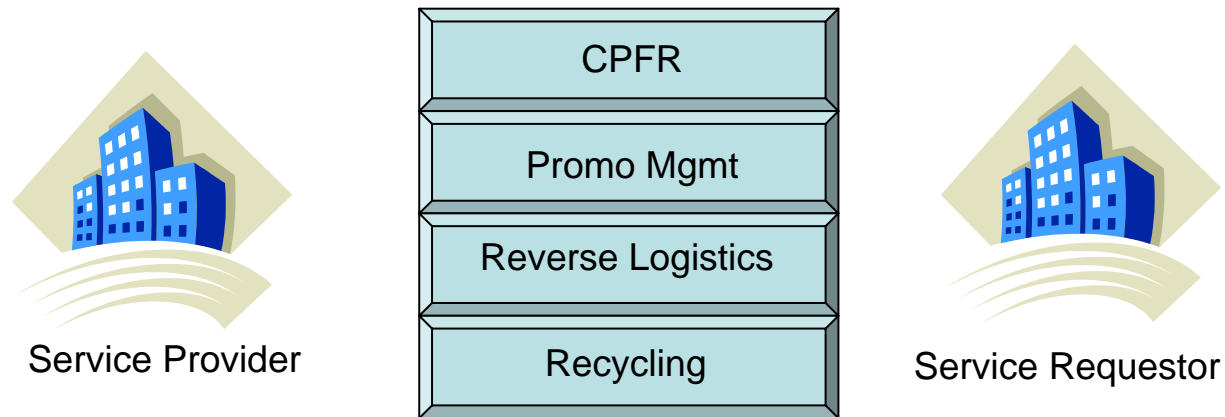 CPFR
Promo Mgmt
Reverse Logistics
Recycling
Service Provider
Service Requestor